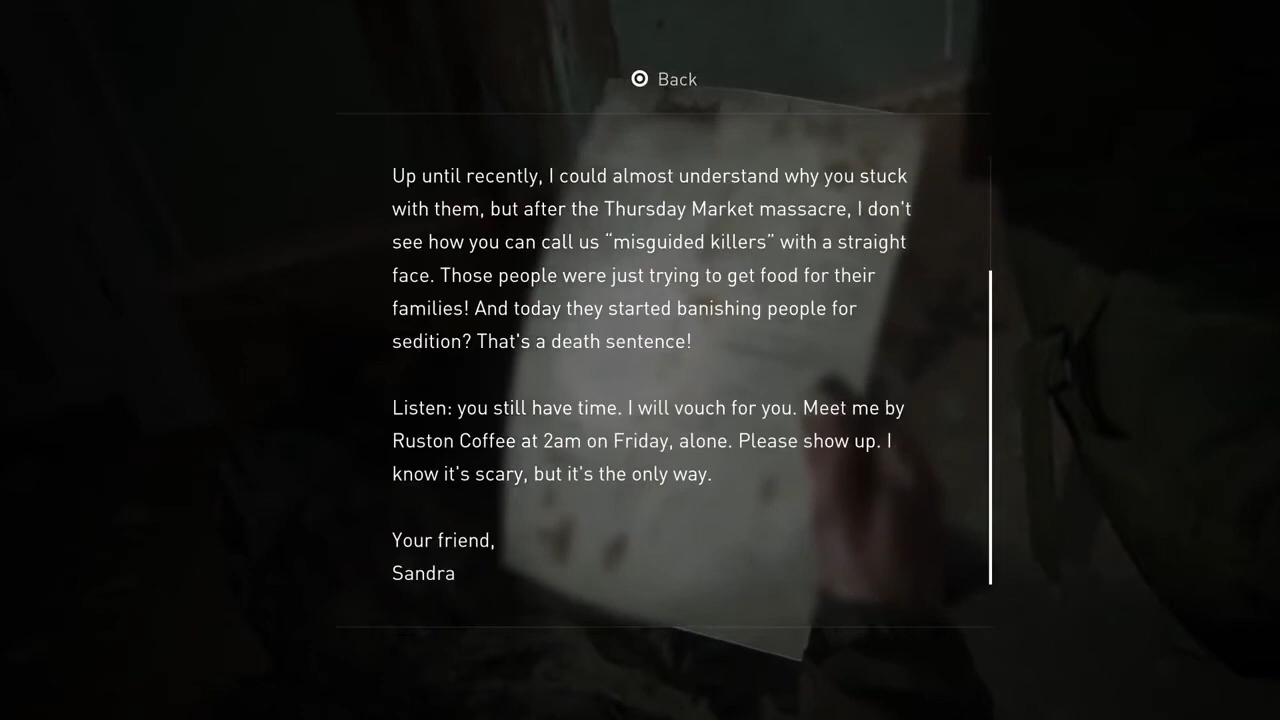 Back
Up until recently, I could almost understand why you stuck
with them, but after the Thursday Market massacre, I don't
see how you can call us “misguided killers” with a straight
face. Those people were just trying to get food for their
families! And today they started banishing people for
sedition? That's a death sentence!
Listen: you still have time. I will vouch for you. Meet me by
Ruston Coffee at 2am on Friday, alone. Please show up. I
know it's scary, but it's the only way.
Your friend,
Sandra